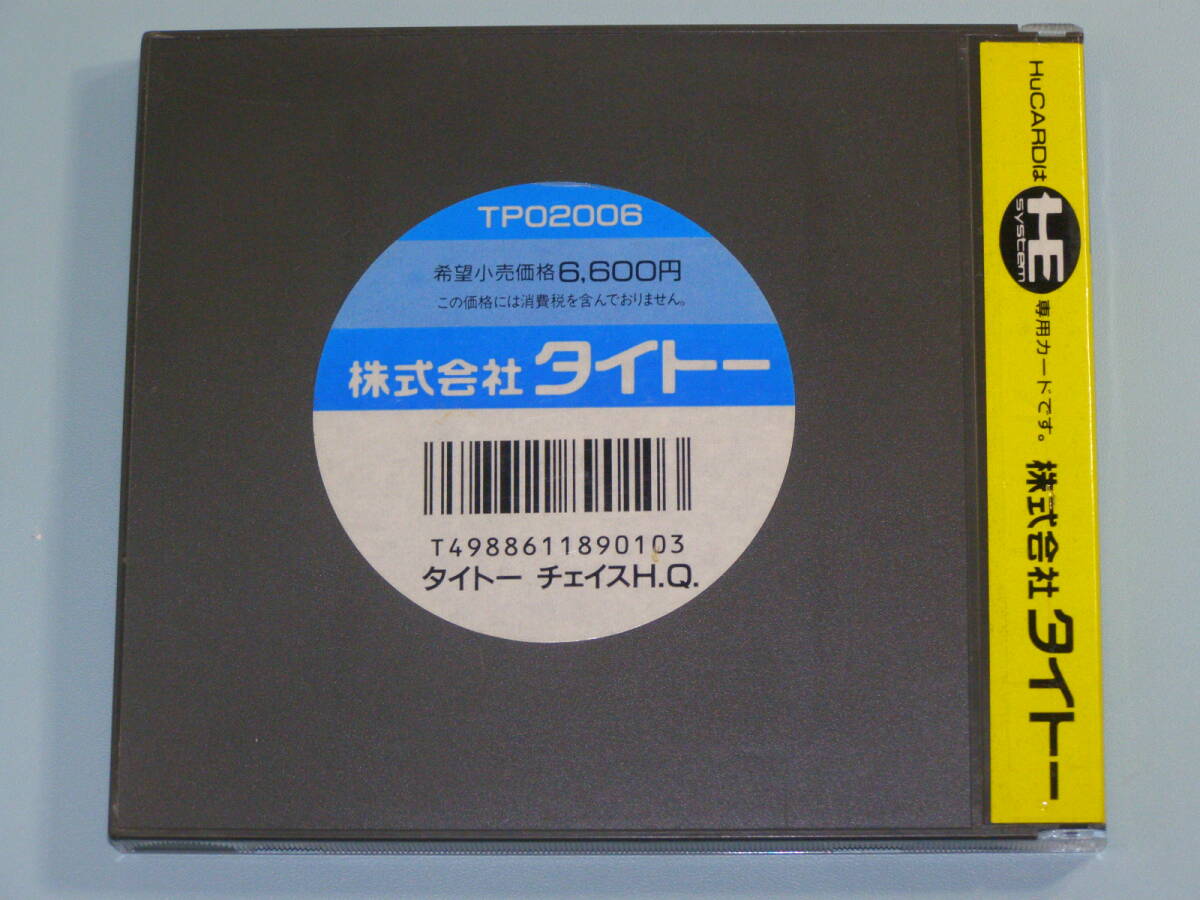 TP02006
希望小売価格6,600円
この価格には消費税を含んでおりません。
株式会社 タイトー
T4988611890103
タイトー チェイスH.Q.
HuCARDは HE system 専用カードです。 株式会社 タイトー